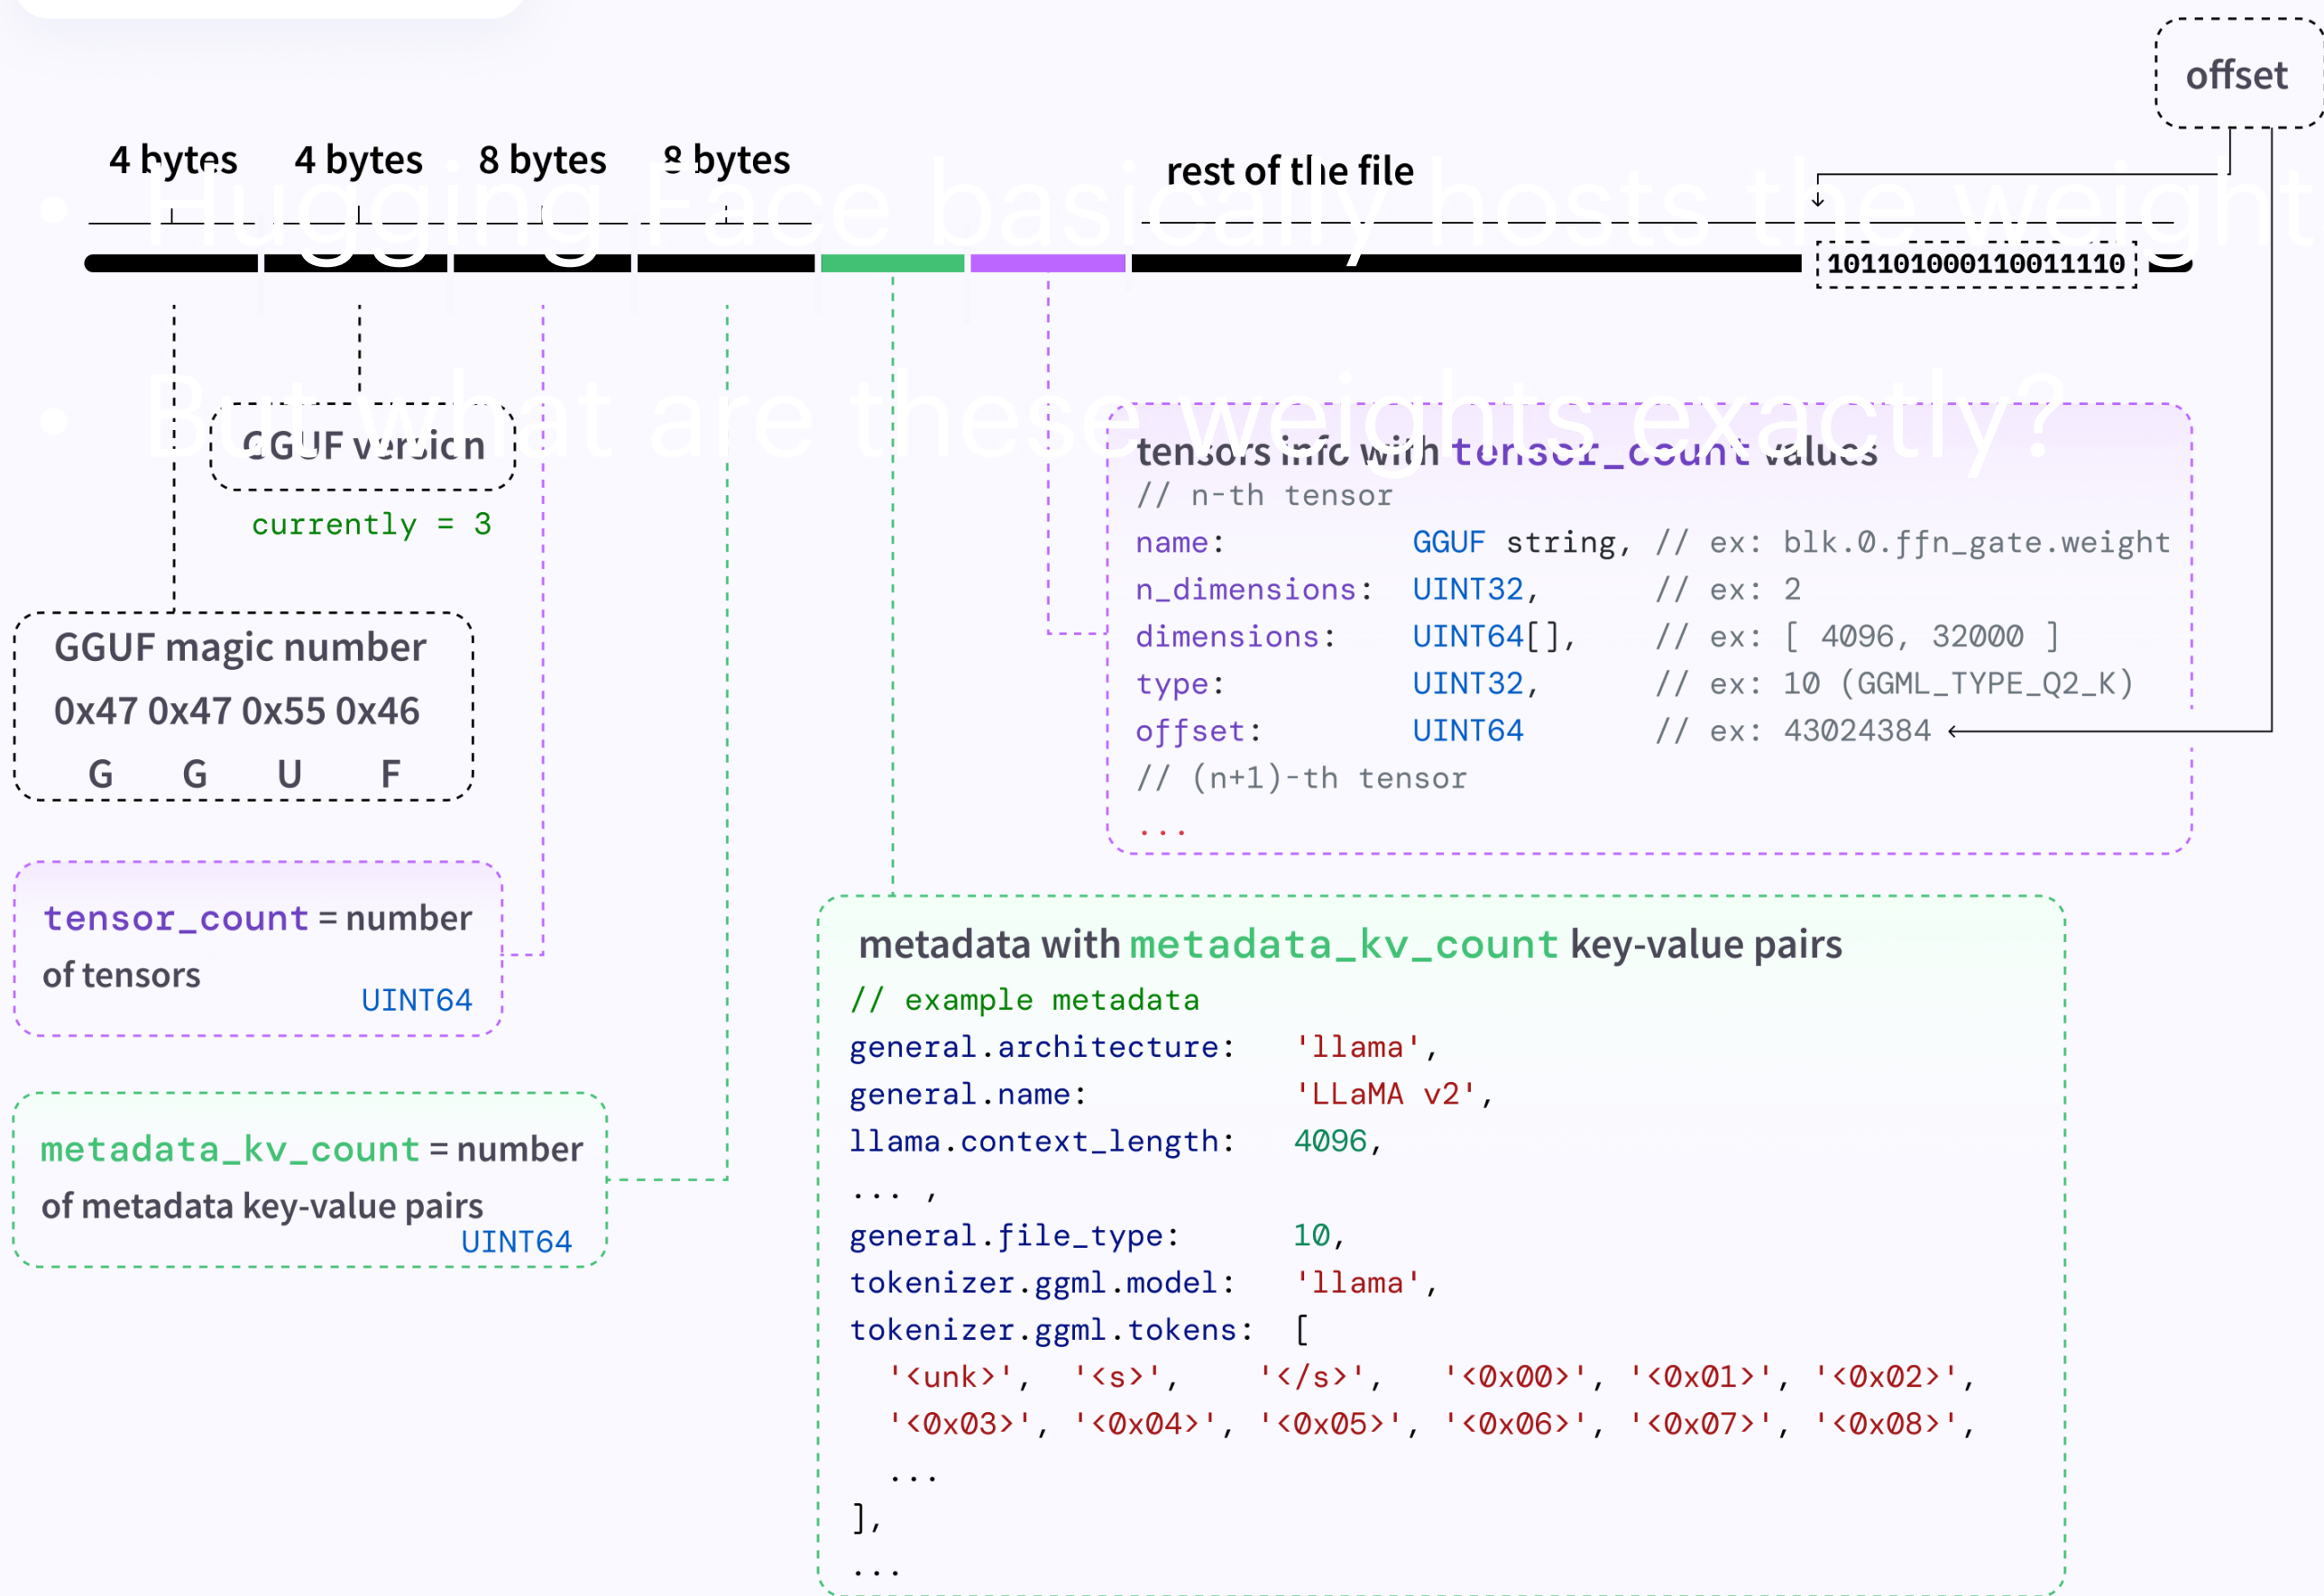 offset
4 bytes 4 bytes 8 bytes 8 bytes
rest of the file
• Hugging Face basically hosts the weight
101101000110011110
• But what are these weights exactly?
GGUF version
currently = 3
GGUF magic number
0x47 0x47 0x55 0x46
G G U F
tensor_count = number
of tensors
UINT64
metadata_kv_count = number
of metadata key-value pairs
UINT64
tensors info with tensor_count values
// n-th tensor
name: GGUF string, // ex: blk.0.ffn_gate.weight
n_dimensions: UINT32, // ex: 2
dimensions: UINT64[], // ex: [ 4096, 32000 ]
type: UINT32, // ex: 10 (GGML_TYPE_Q2_K)
offset: UINT64 // ex: 43024384
// (n+1)-th tensor
...
metadata with metadata_kv_count key-value pairs
// example metadata
general.architecture: 'llama',
general.name: 'LLaMA v2',
llama.context_length: 4096,
... ,
general.file_type: 10,
tokenizer.ggml.model: 'llama',
tokenizer.ggml.tokens: [
'<unk>', '<s>', '</s>', '<0x00>', '<0x01>', '<0x02>',
'<0x03>', '<0x04>', '<0x05>', '<0x06>', '<0x07>', '<0x08>',
...
],
...